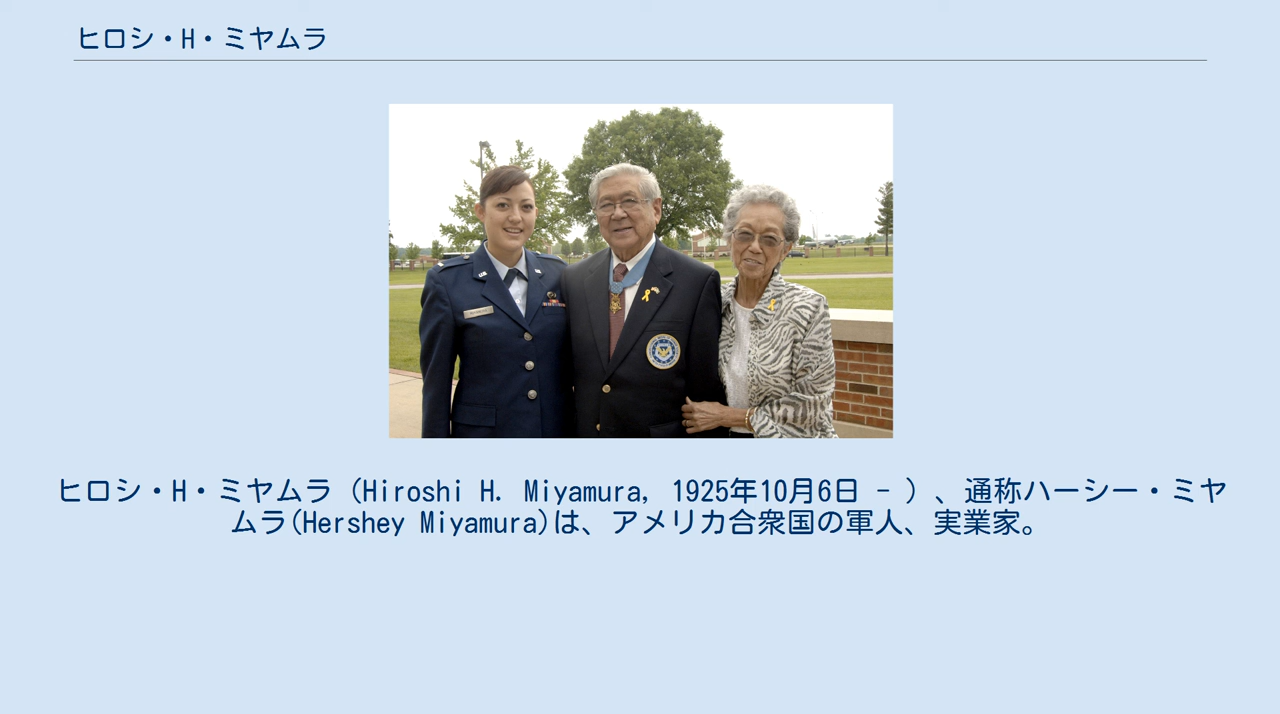 ヒロシ・H・ミヤムラ
ヒロシ・H・ミヤムラ（Hiroshi H. Miyamura, 1925年10月6日 - ）、通称ハーシー・ミヤ
ムラ(Hershey Miyamura)は、アメリカ合衆国の軍人、実業家。